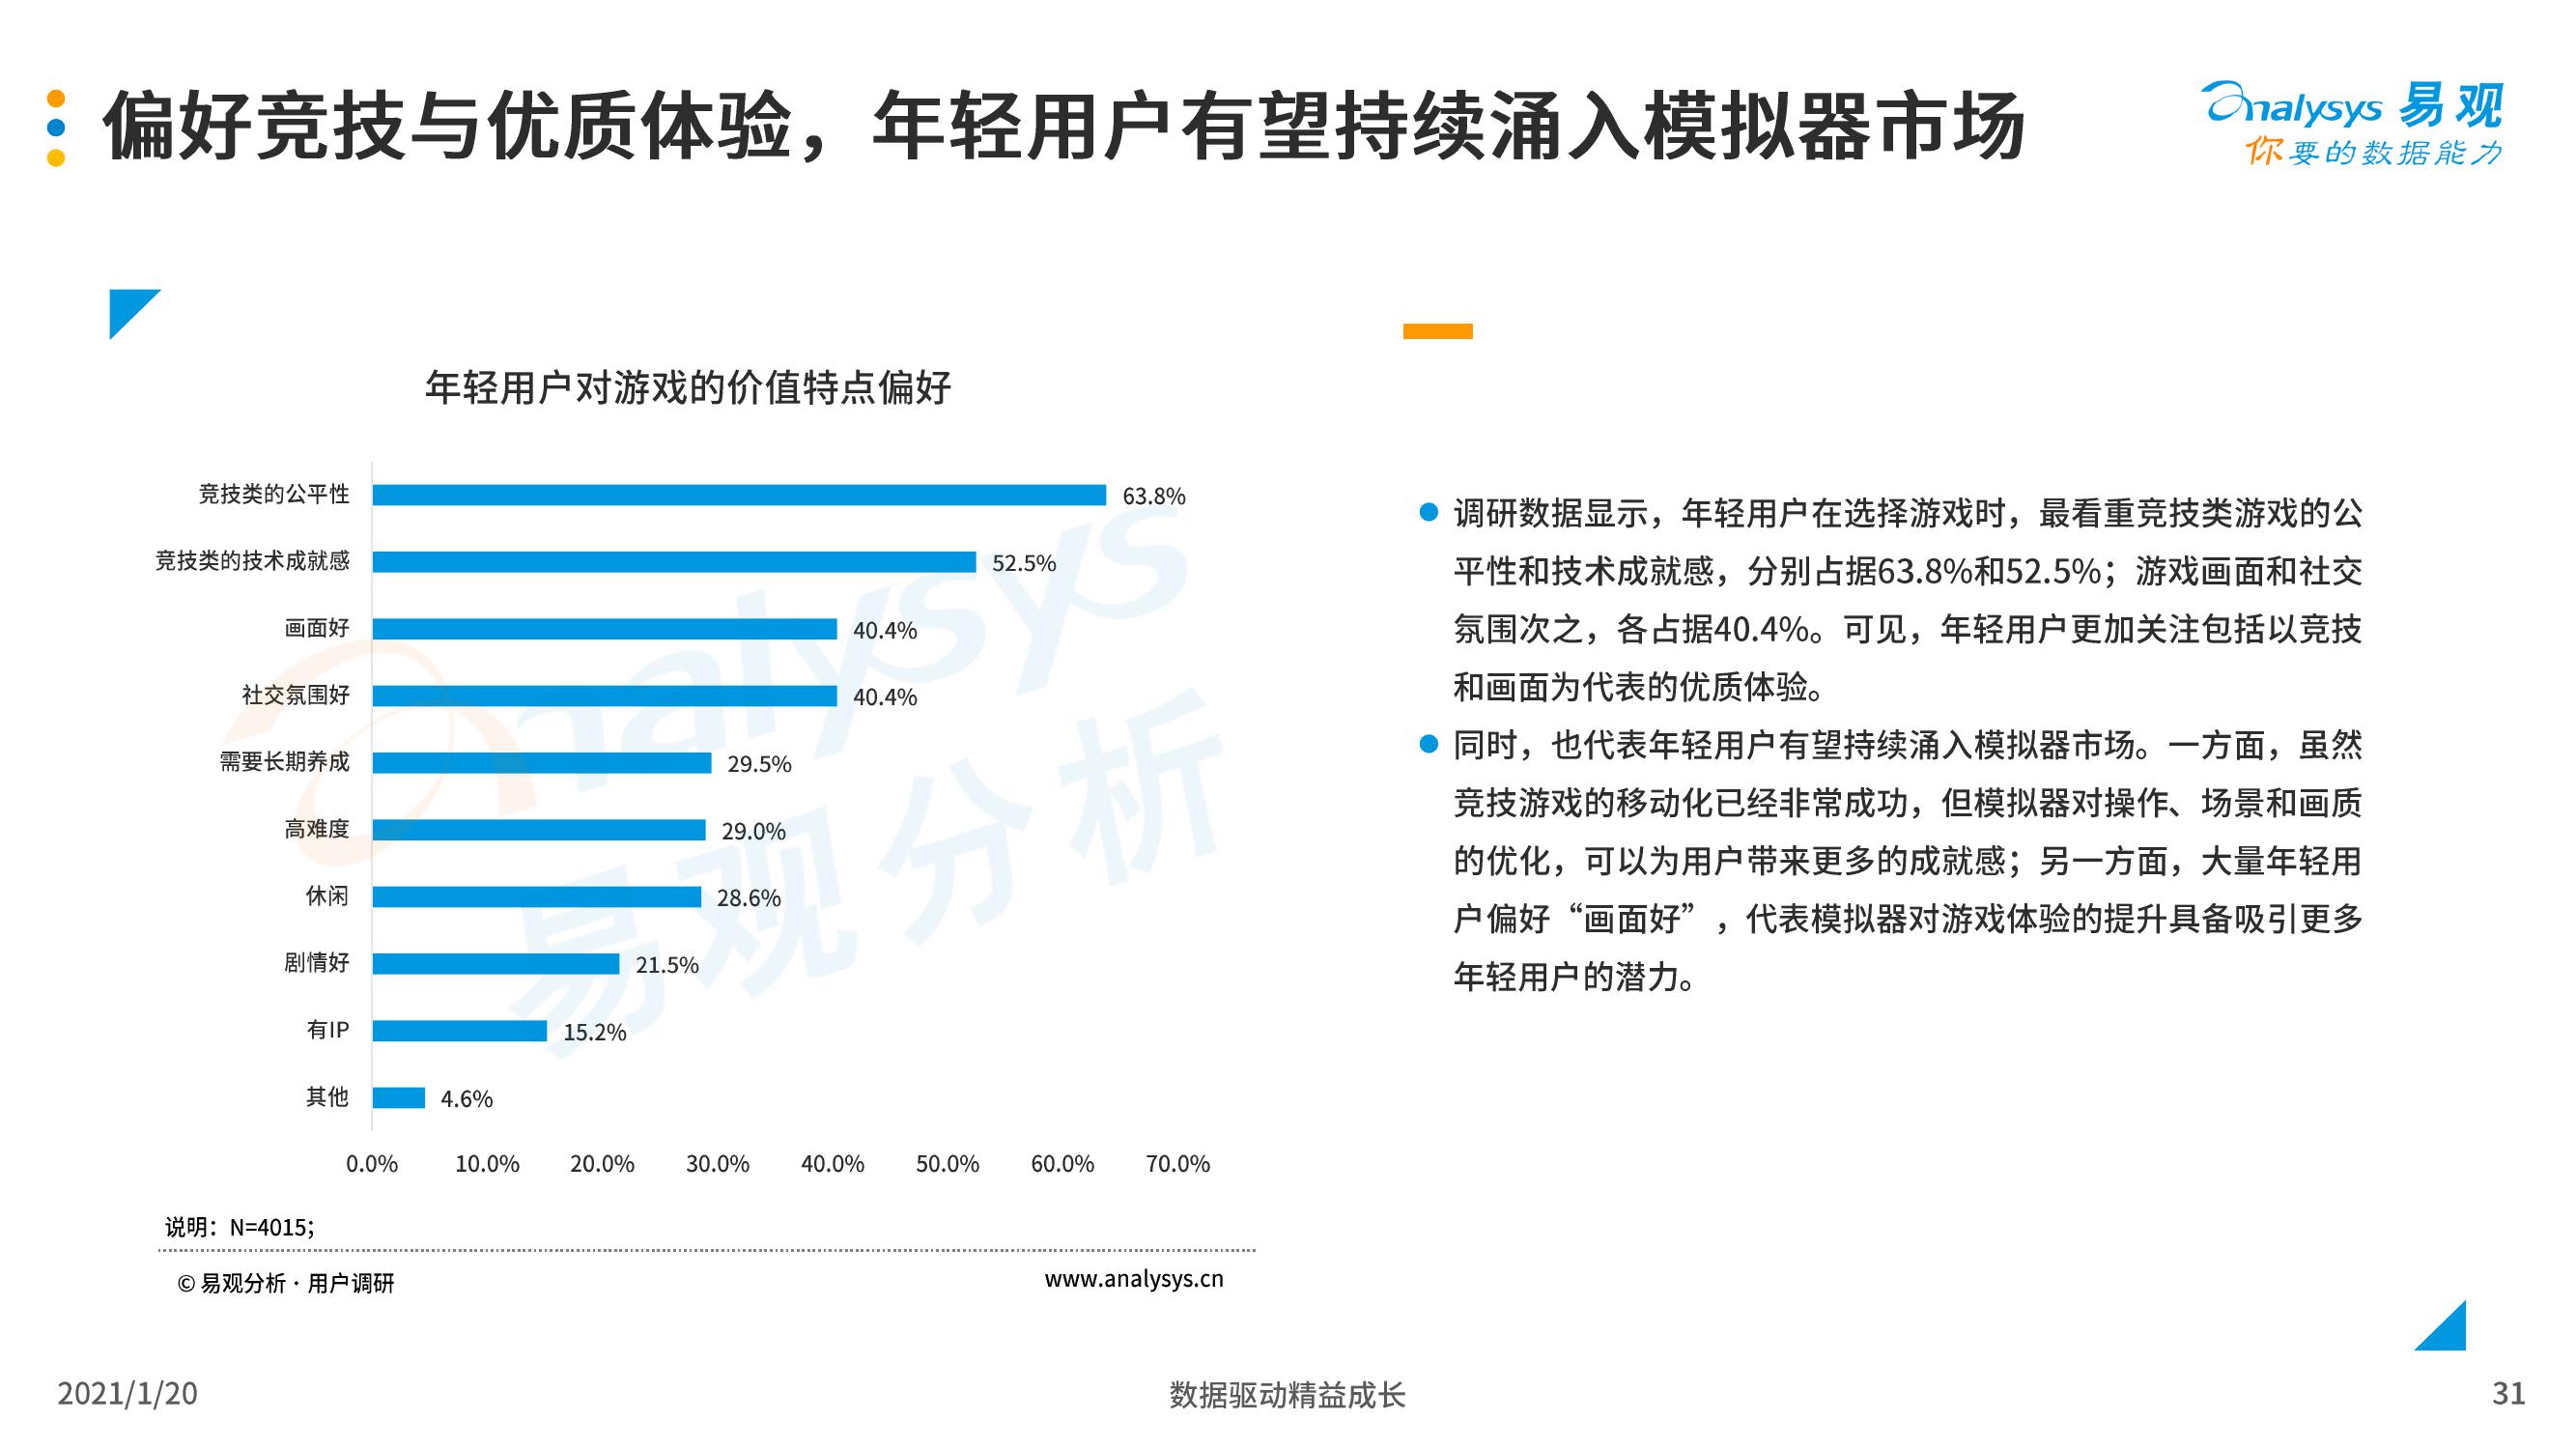 偏好竞技与优质体验，年轻用户有望持续涌入模拟器市场
analysys 易观
你要的数据能力
年轻用户对游戏的价值特点偏好
竞技类的公平性 63.8%
竞技类的技术成就感 52.5%
画面好 40.4%
社交氛围好 40.4%
需要长期养成 29.5%
高难度 29.0%
休闲 28.6%
剧情好 21.5%
有IP 15.2%
其他 4.6%
0.0% 10.0% 20.0% 30.0% 40.0% 50.0% 60.0% 70.0%
analysys
易观分析
说明：N=4015；
© 易观分析 · 用户调研 www.analysys.cn
调研数据显示，年轻用户在选择游戏时，最看重竞技类游戏的公
平性和技术成就感，分别占据63.8%和52.5%；游戏画面和社交
氛围次之，各占据40.4%。可见，年轻用户更加关注包括以竞技
和画面为代表的优质体验。
同时，也代表年轻用户有望持续涌入模拟器市场。一方面，虽然
竞技游戏的移动化已经非常成功，但模拟器对操作、场景和画质
的优化，可以为用户带来更多的成就感；另一方面，大量年轻用
户偏好“画面好”，代表模拟器对游戏体验的提升具备吸引更多
年轻用户的潜力。
2021/1/20 数据驱动精益成长 31